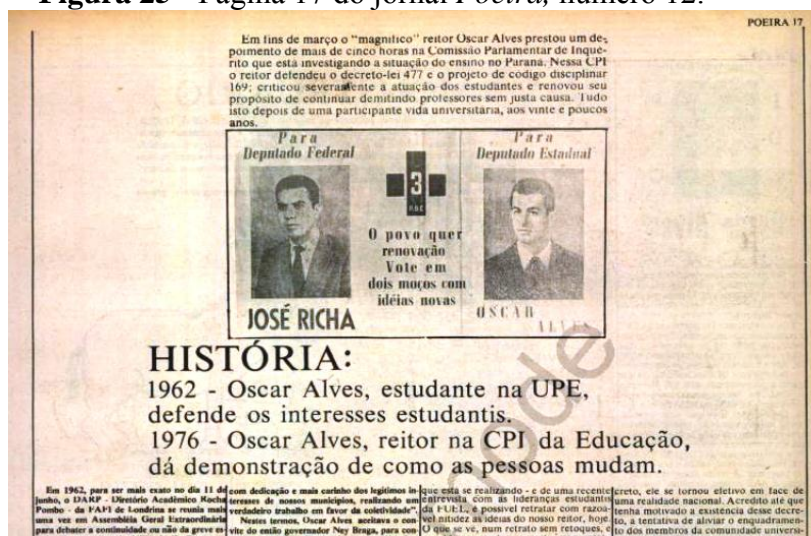 Figura 25 - Página 17 do jornal Poeira, número 12.
POEIRA 17
Em fins de março o "magnífico" reitor Oscar Alves prestou um de-
poimento de mais de cinco horas na Comissão Parlamentar de Inqué-
rito que está investigando a situação do ensino no Paraná. Nessa CPI
o reitor defendeu o decreto-lei 477 e o projeto de código disciplinar
169; criticou severamente a atuação dos estudantes e renovou seu
propósito de continuar demitindo professores sem justa causa. Tudo
isto depois de uma participante vida universitária, aos vinte e poucos
anos.
Para
Deputado Federal
3
O povo quer
renovação
Vote em
dois moços com
idéias novas
JOSÉ RICHA
Para
Deputado Estadual
OSCAR
ALVES
HISTÓRIA:
1962 - Oscar Alves, estudante na UPE,
defende os interesses estudantis.
1976 - Oscar Alves, reitor na CPI da Educação,
dá demonstração de como as pessoas mudam.
Em 1962, para ser mais exato no dia 11 de
junho, o DARP - Diretório Acadêmico Rocha
Pombo - da FAFI de Londrina se reunia mais
uma vez em Assembléia Geral Extraordinária
para debater a continuidade ou não da greve es-
com dedicação e mais carinho dos legítimos in-
teresses de nossos municípios, realizando um
verdadeiro trabalho em favor da coletividade".
Nestes termos, Oscar Alves aceitava o con-
vite do então governador Ney Braga, para con-
que está se realizando - e de uma recente
entrevista com as lideranças estudantis
da FUEL, é possível retratar com razoá-
vel nitidez as idéias do nosso reitor, hoje.
O que se vê, num retrato sem retoques, é
creto, ele se tornou efetivo em face de
uma realidade nacional. Acredito até que
tenha motivado a existência desse decre-
to, a tentativa de aliviar o enquadramen-
to dos membros da comunidade universi-